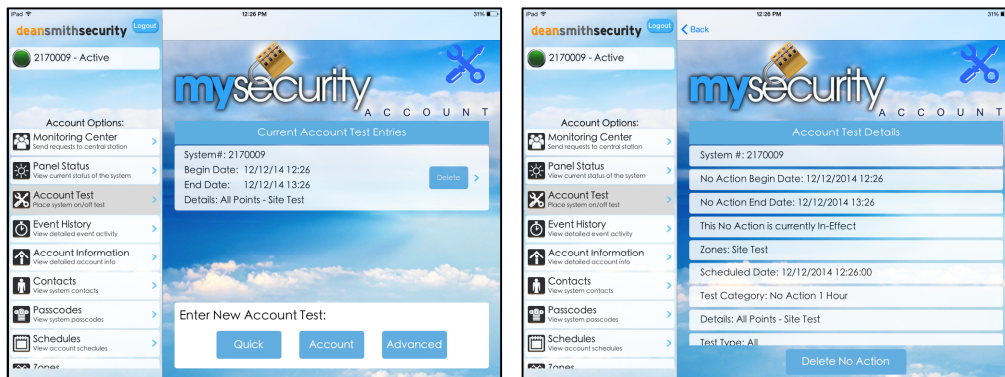 iPad
12:26 PM
31%
deansmithsecurity
Logout
2170009 - Active
Account Options:
Monitoring Center
Send requests to central station
Panel Status
View current status of the system
Account Test
Place system on/off test
Event History
View detailed event activity
Account Information
View detailed account info
Contacts
View system contacts
Passcodes
View system passcodes
Schedules
View account schedules
Zones
mysecurity
ACCOUNT
Current Account Test Entries
System#: 2170009
Begin Date: 12/12/14 12:26
End Date: 12/12/14 13:26
Details: All Points - Site Test
Delete
Enter New Account Test:
Quick
Account
Advanced
iPad
12:26 PM
31%
deansmithsecurity
Logout
Back
2170009 - Active
Account Options:
Monitoring Center
Send requests to central station
Panel Status
View current status of the system
Account Test
Place system on/off test
Event History
View detailed event activity
Account Information
View detailed account info
Contacts
View system contacts
Passcodes
View system passcodes
Schedules
View account schedules
Zones
mysecurity
ACCOUNT
Account Test Details
System #: 2170009
No Action Begin Date: 12/12/2014 12:26
No Action End Date: 12/12/2014 13:26
This No Action is currently In-Effect
Zones: Site Test
Scheduled Date: 12/12/2014 12:26:00
Test Category: No Action 1 Hour
Details: All Points - Site Test
Test Type: All
Delete No Action